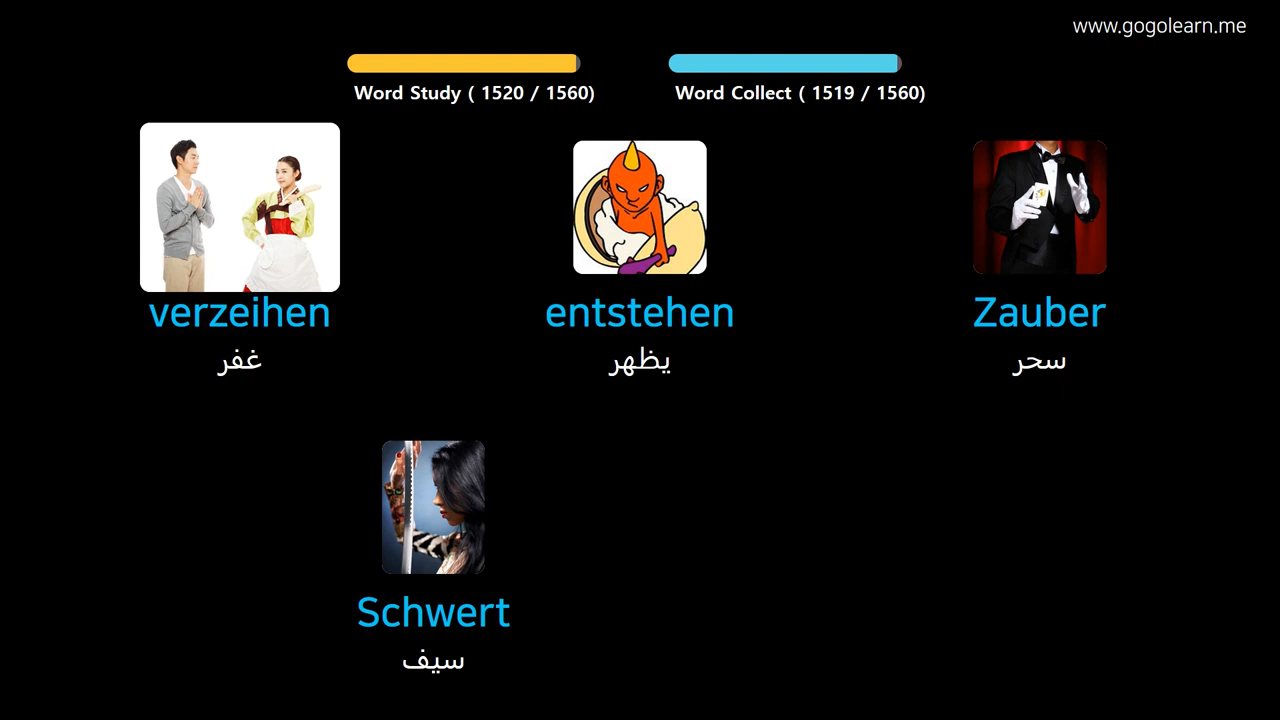 www.gogolearn.me
Word Study ( 1520 / 1560)
Word Collect ( 1519 / 1560)
verzeihen
غفر
entstehen
يظهر
Zauber
سحر
Schwert
سيف